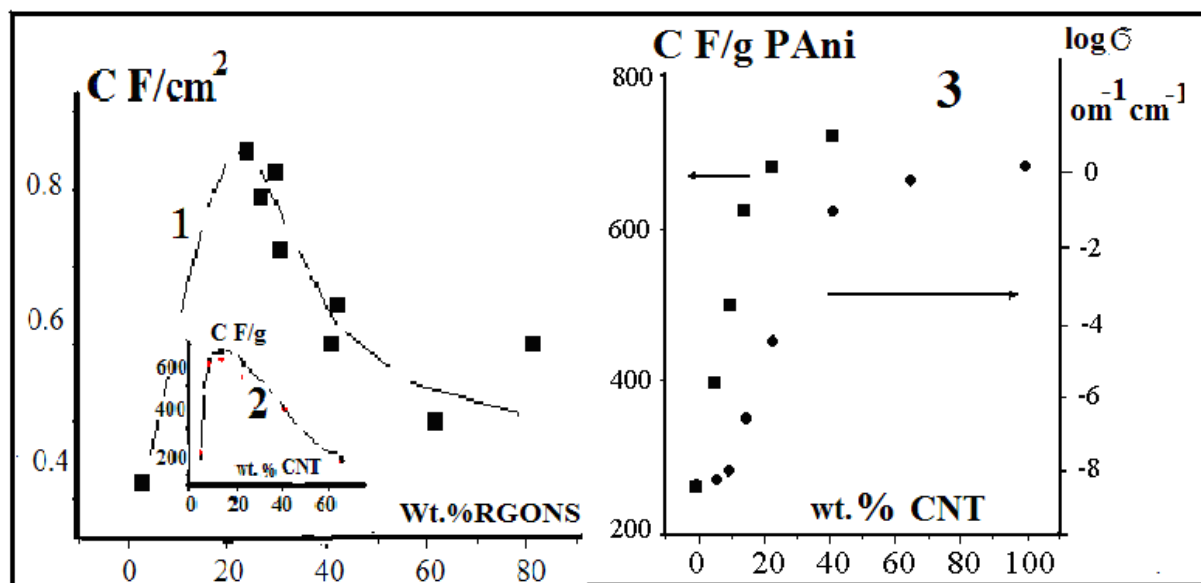 C F/cm²
0.8
0.6
0.4
1
C F/g
600
400
200
2
wt. % CNT
0 20 40 60
Wt.%RGONS
0 20 40 60 80
C F/g PAni
logϬ
om⁻¹cm⁻¹
3
800
600
400
200
0
-2
-4
-6
-8
wt.% CNT
0 20 40 60 80 100